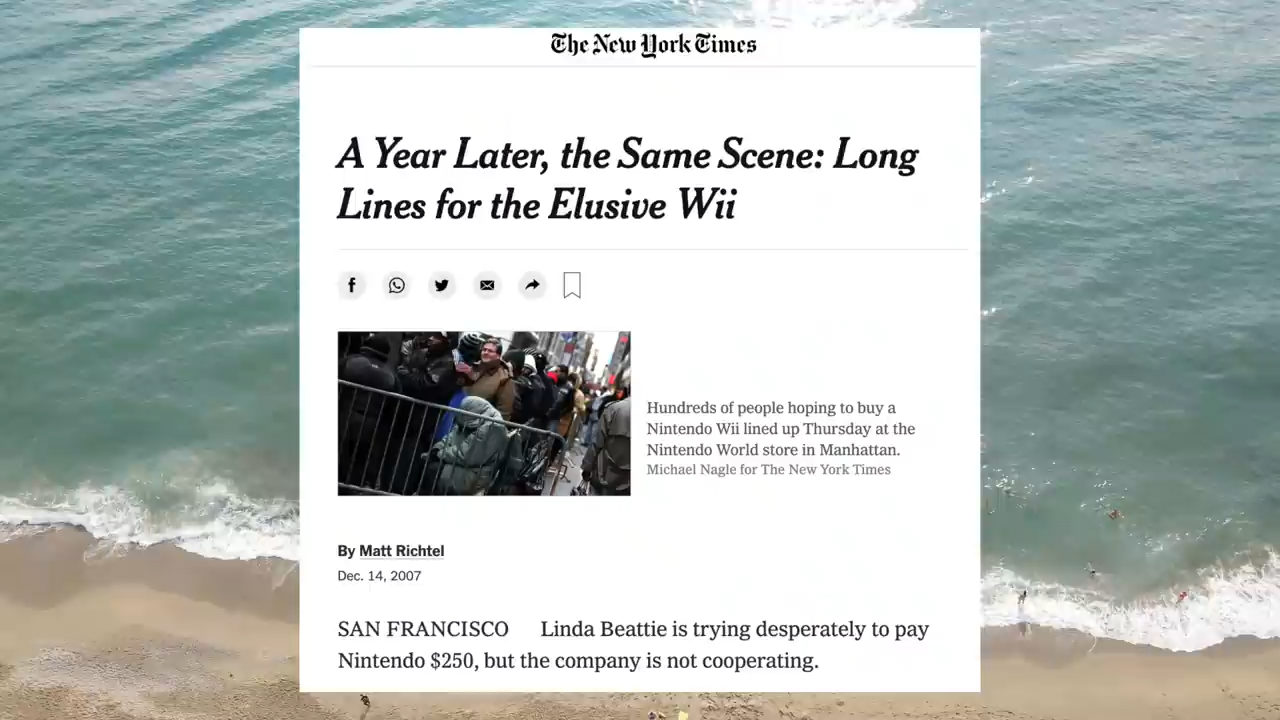 The New York Times
A Year Later, the Same Scene: Long
Lines for the Elusive Wii
Hundreds of people hoping to buy a
Nintendo Wii lined up Thursday at the
Nintendo World store in Manhattan.
Michael Nagle for The New York Times
By Matt Richtel
Dec. 14, 2007
SAN FRANCISCO Linda Beattie is trying desperately to pay
Nintendo $250, but the company is not cooperating.